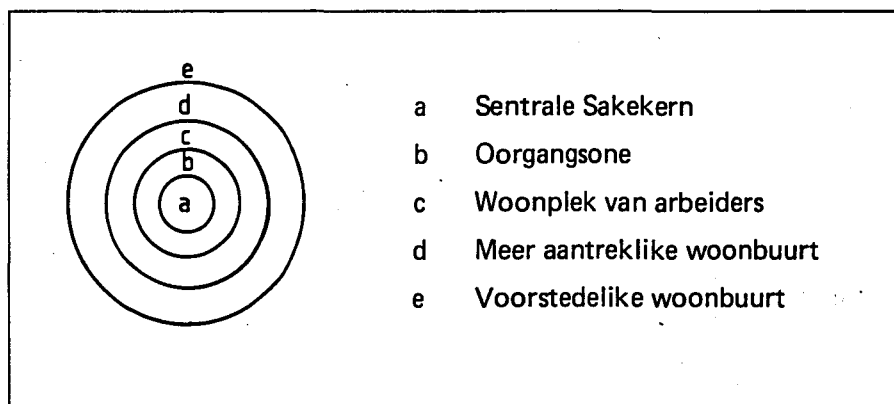 e
d
c
b
a
a Sentrale Sakekern
b Oorgangsone
c Woonplek van arbeiders
d Meer aantreklike woonbuurt
e Voorstedelike woonbuurt